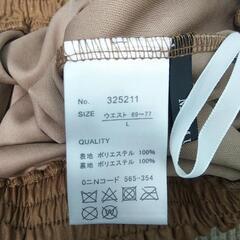 No. 325211
SIZE ウエスト 69〜77
L
QUALITY
表地 ポリエステル 100%
裏地 ポリエステル 100%
0ニNコード 565-354